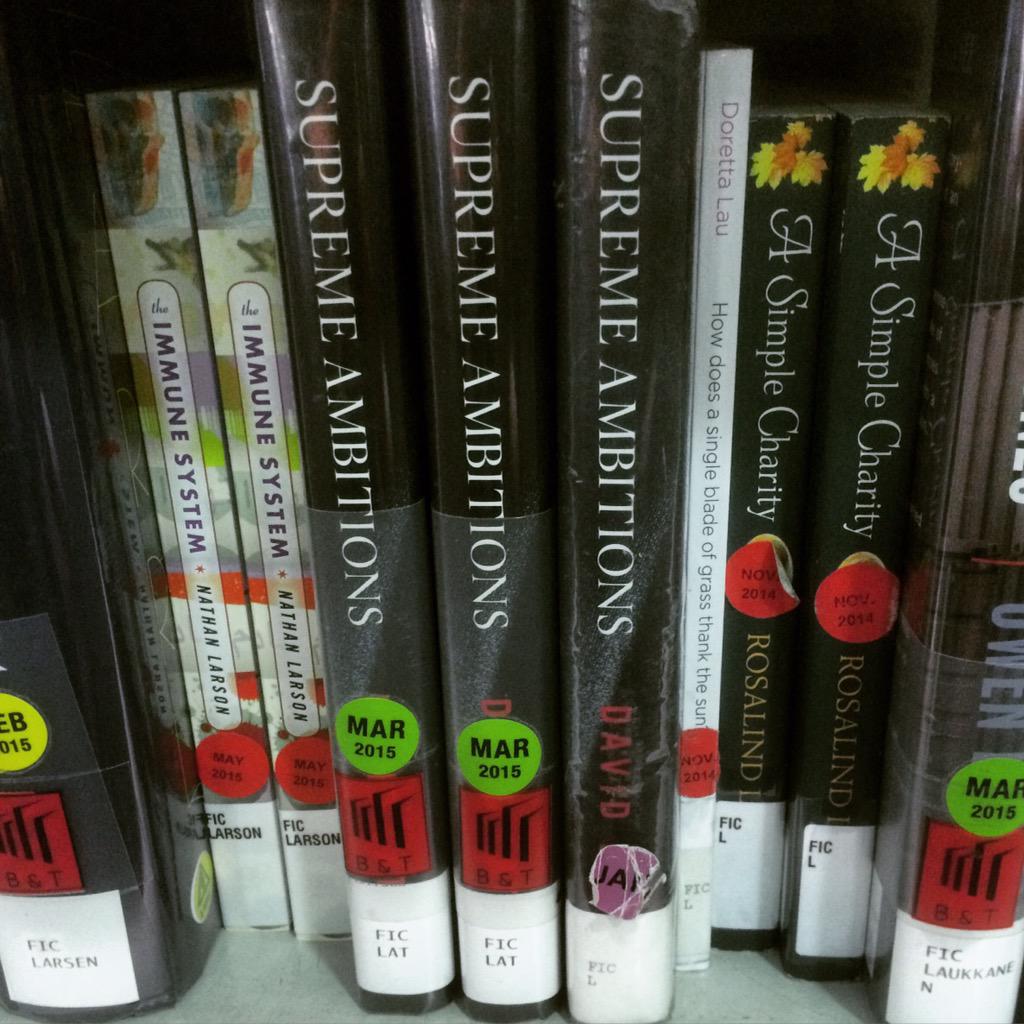 EB
015
B & T
FIC
LARSEN
the IMMUNE SYSTEM * NATHAN LARSON
MAY
2015
FIC
LARSON
the IMMUNE SYSTEM * NATHAN LARSON
MAY
2015
FIC
LARSON
SUPREME AMBITIONS
MAR
2015
B & T
FIC
LAT
SUPREME AMBITIONS
D
MAR
2015
B & T
FIC
LAT
SUPREME AMBITIONS
DAVID
JAN
FIC
L
Doretta Lau How does a single blade of grass thank the sun
NOV.
2014
FIC
L
A Simple Charity
NOV.
2014
ROSALIND
FIC
L
A Simple Charity
NOV.
2014
ROSALIND
FIC
L
OWEN
MAR
2015
B & T
FIC
LAUKKANE
N